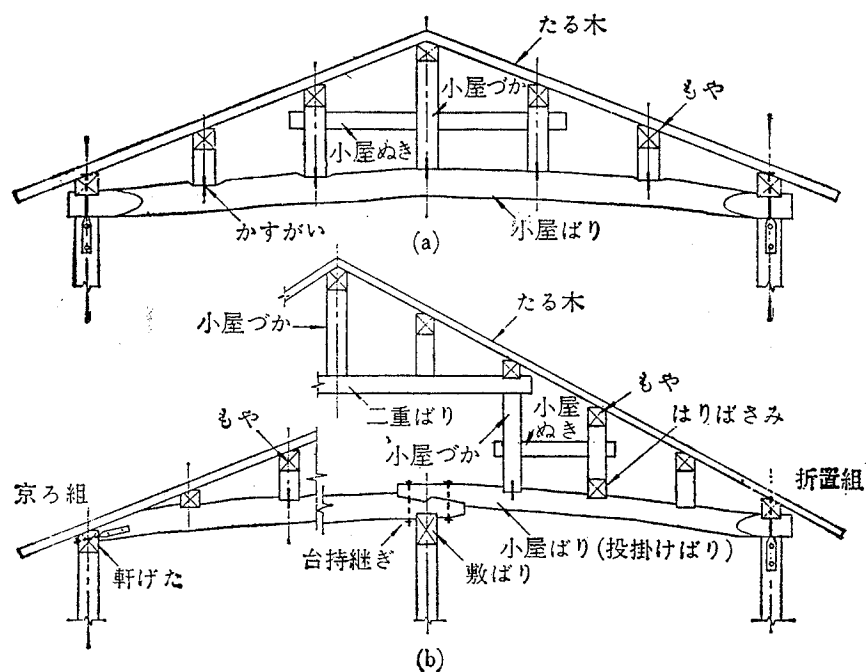 たる木
小屋づか
もや
小屋ぬき
かすがい
小屋ばり
(a)
たる木
小屋づか
もや
はりばさみ
二重ばり
小屋
ぬき
小屋づか
もや
京ろ組
折置組
小屋ばり(投掛けばり)
台持継ぎ
敷ばり
軒げた
(b)